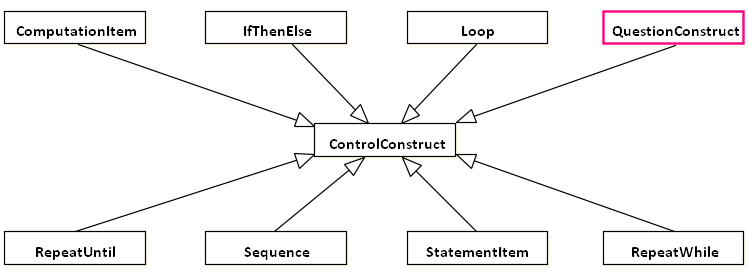 ComputationItem
IfThenElse
Loop
QuestionConstruct
ControlConstruct
RepeatUntil
Sequence
StatementItem
RepeatWhile